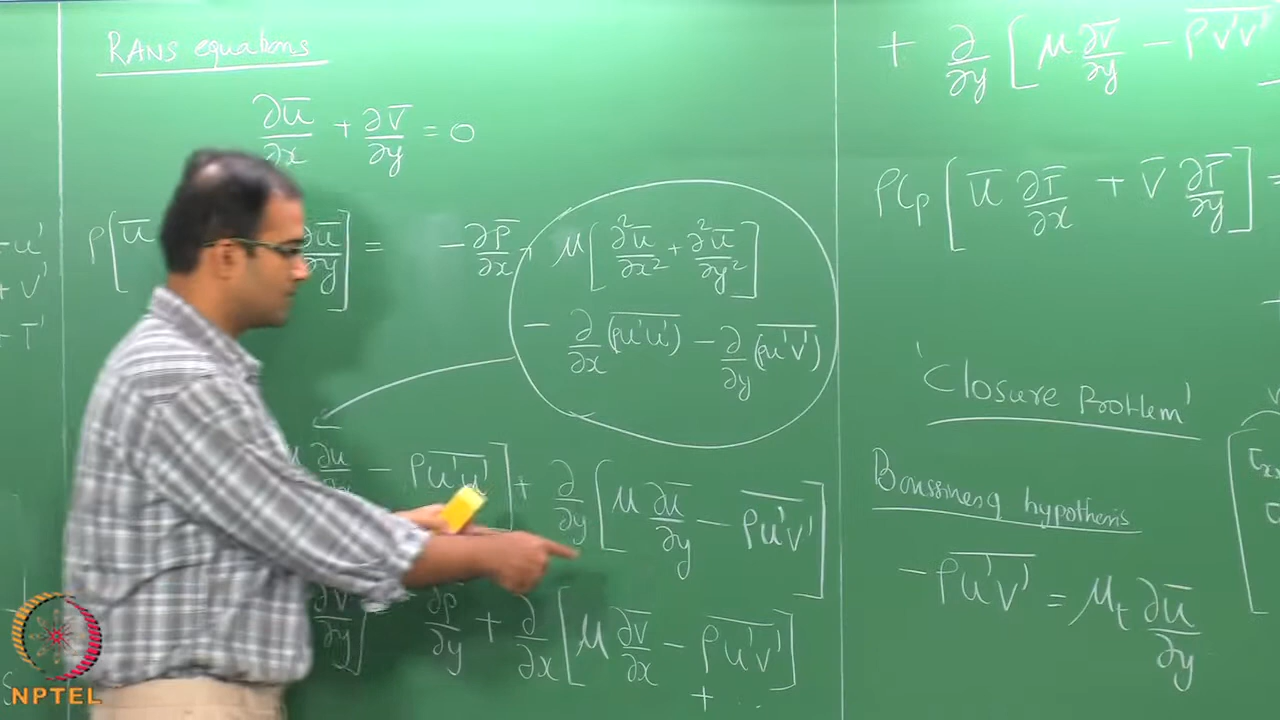 RANS equations
∂ū/∂x + ∂v̄/∂y = 0
ρ[ū ∂ū/∂y] = -∂p̄/∂x + μ[∂²ū/∂x² + ∂²ū/∂y²]
- ∂/∂x (ρu'u') - ∂/∂y (ρu'v')
μ ∂u/∂x - ρu'u'] + ∂/∂y [μ ∂ū/∂y - ρu'v']
∂v̄/∂y] - ∂p/∂y + ∂/∂x [μ ∂v̄/∂x - ρu'v']
+ ..
- u'
+ v'
+ T'
+ ∂/∂y [μ ∂v̄/∂y - ρv'v'
ρCp [ū ∂T̄/∂x + v̄ ∂T̄/∂y] =
'Closure Problem'
Boussinesq hypothesis
-ρu'v' = μt ∂ū/∂y
τxx
NPTEL